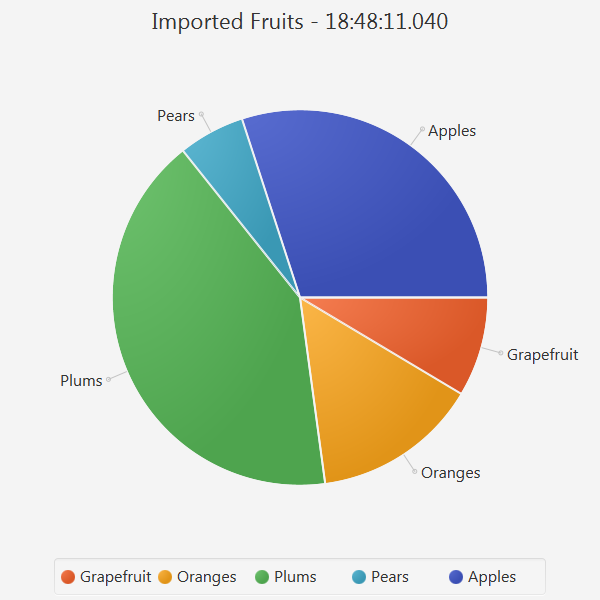 Imported Fruits - 18:48:11.040
Pears
Apples
Grapefruit
Plums
Oranges
Grapefruit Oranges Plums Pears Apples